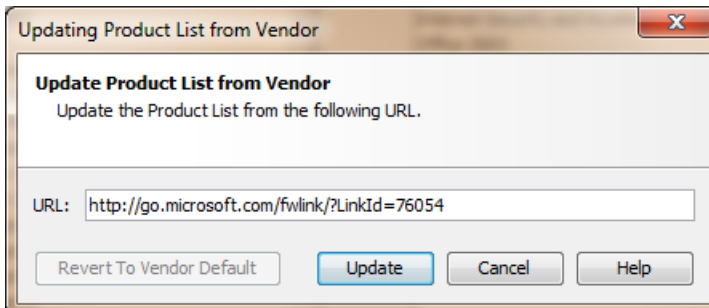 Updating Product List from Vendor
Update Product List from Vendor
Update the Product List from the following URL.
URL: http://go.microsoft.com/fwlink/?LinkId=76054
Revert To Vendor Default Update Cancel Help